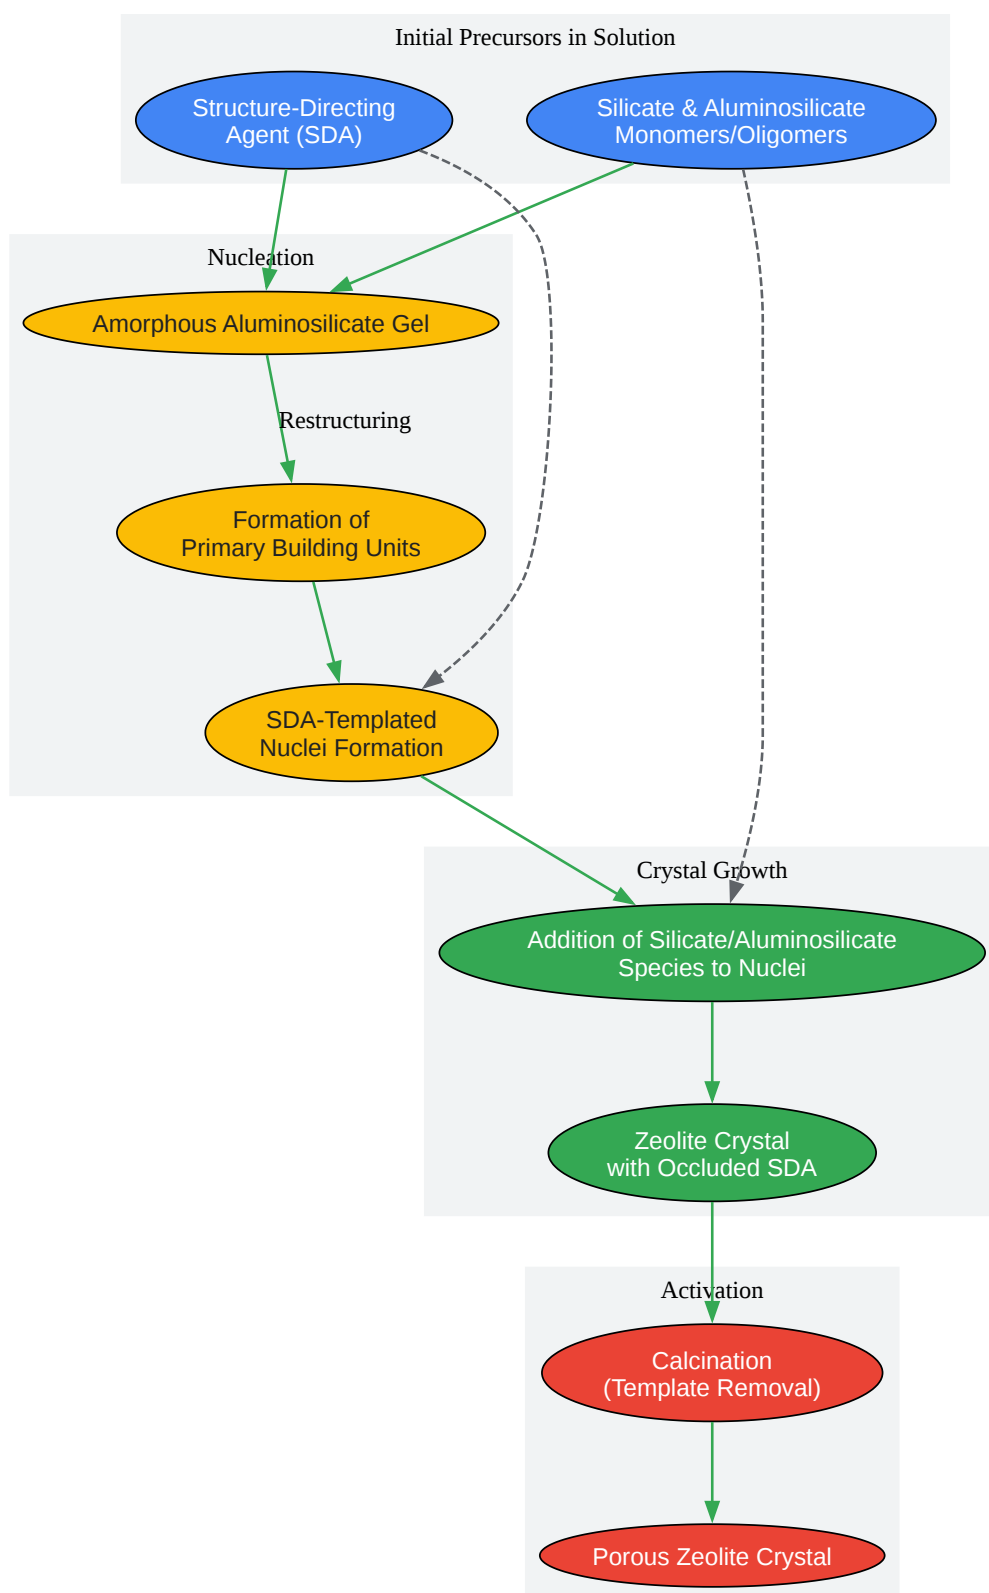 Initial Precursors in Solution
Structure-Directing
Agent (SDA)
Silicate & Aluminosilicate
Monomers/Oligomers
Nucleation
Amorphous Aluminosilicate Gel
Restructuring
Formation of
Primary Building Units
SDA-Templated
Nuclei Formation
Crystal Growth
Addition of Silicate/Aluminosilicate
Species to Nuclei
Zeolite Crystal
with Occluded SDA
Activation
Calcination
(Template Removal)
Porous Zeolite Crystal